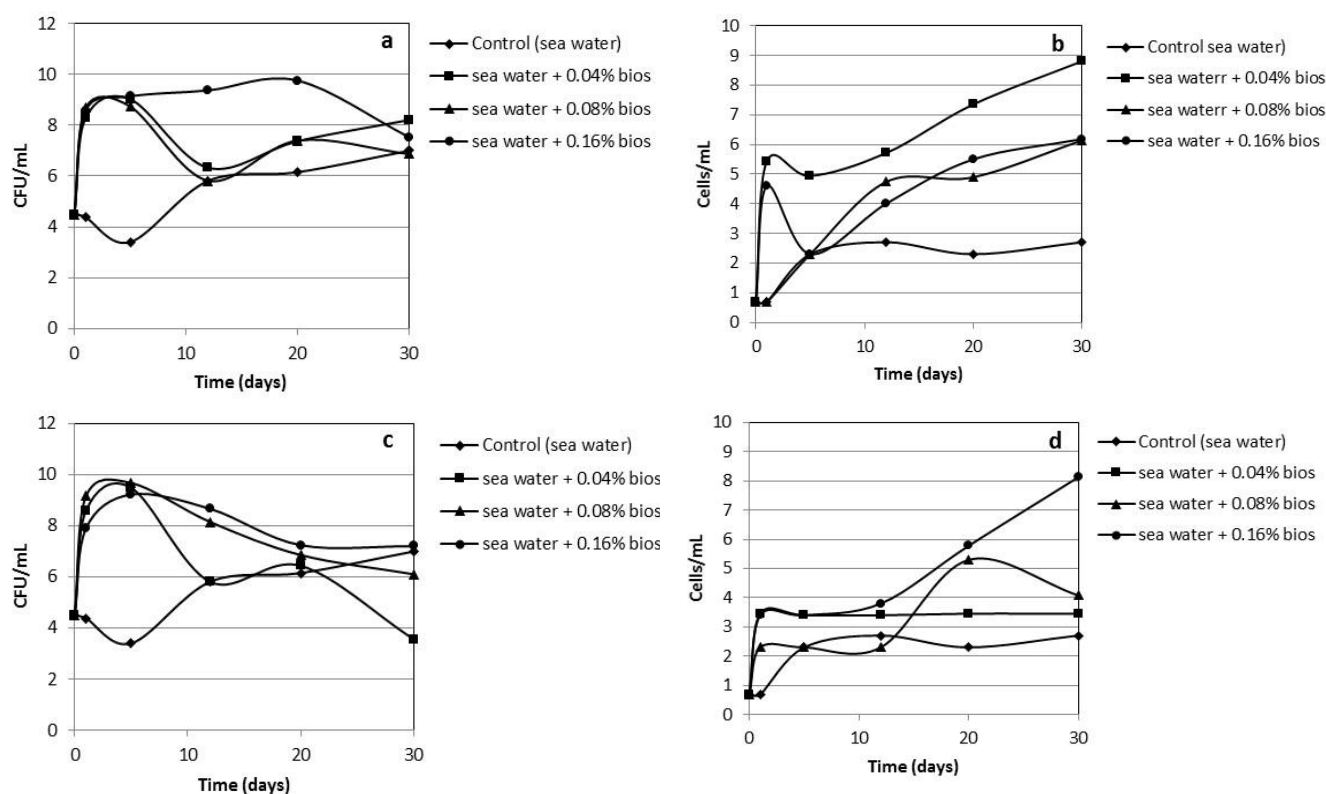 a
12
10
8
6
4
2
0
CFU/mL
0 10 20 30
Time (days)
Control (sea water)
sea water + 0.04% bios
sea water + 0.08% bios
sea water + 0.16% bios
b
10
9
8
7
6
5
4
3
2
1
0
Cells/mL
0 10 20 30
Time (days)
Control sea water)
sea waterr + 0.04% bios
sea waterr + 0.08% bios
sea water + 0.16% bios
c
12
10
8
6
4
2
0
CFU/mL
0 10 20 30
Time (days)
Control (sea water)
sea water + 0.04% bios
sea water + 0.08% bios
sea water + 0.16% bios
d
10
9
8
7
6
5
4
3
2
1
0
Cells/mL
0 10 20 30
Time (days)
Control (sea water)
sea water + 0.04% bios
sea water + 0.08% bios
sea water + 0.16% bios